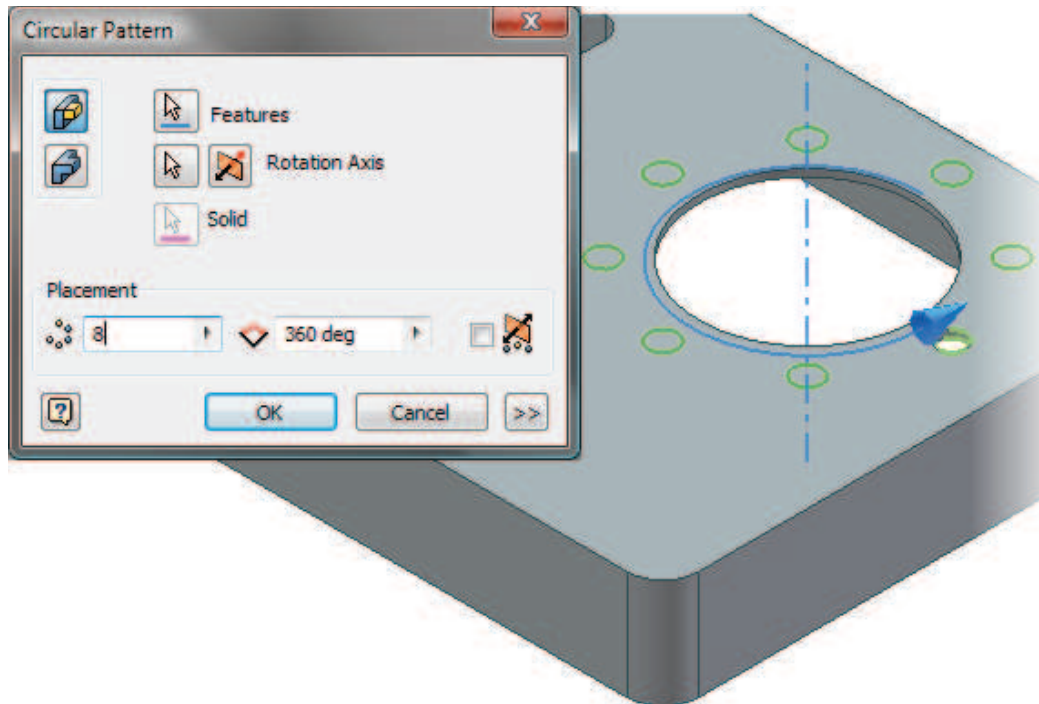 Circular Pattern
Features
Rotation Axis
Solid
Placement
8 360 deg
? OK Cancel >>